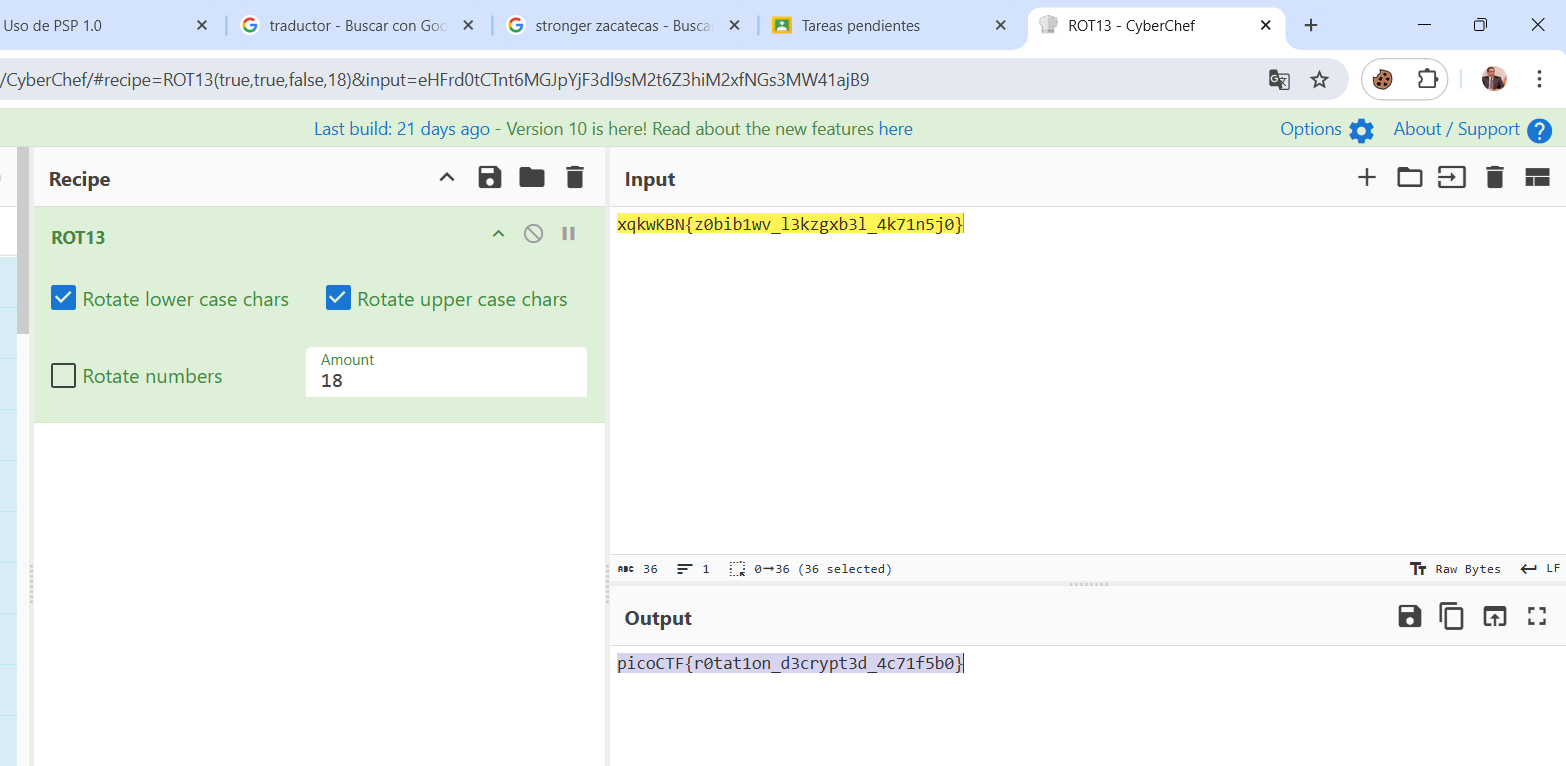 Uso de PSP 1.0
traductor - Buscar con Goo
stronger zacatecas - Busca
Tareas pendientes
ROT13 - CyberChef
/CyberChef/#recipe=ROT13(true,true,false,18)&input=eHFrd0tCTnt6MGJpYjF3dl9sM2t6Z3hiM2xfNGs3MW41ajB9
Last build: 21 days ago - Version 10 is here! Read about the new features here
Options
About / Support
Recipe
Input
ROT13
Rotate lower case chars
Rotate upper case chars
Rotate numbers
Amount
18
xqkwKBN{z0bib1wv_l3kzgxb3l_4k71n5j0}
ABC 36 1 0→36 (36 selected)
Raw Bytes LF
Output
picoCTF{r0tat1on_d3crypt3d_4c71f5b0}